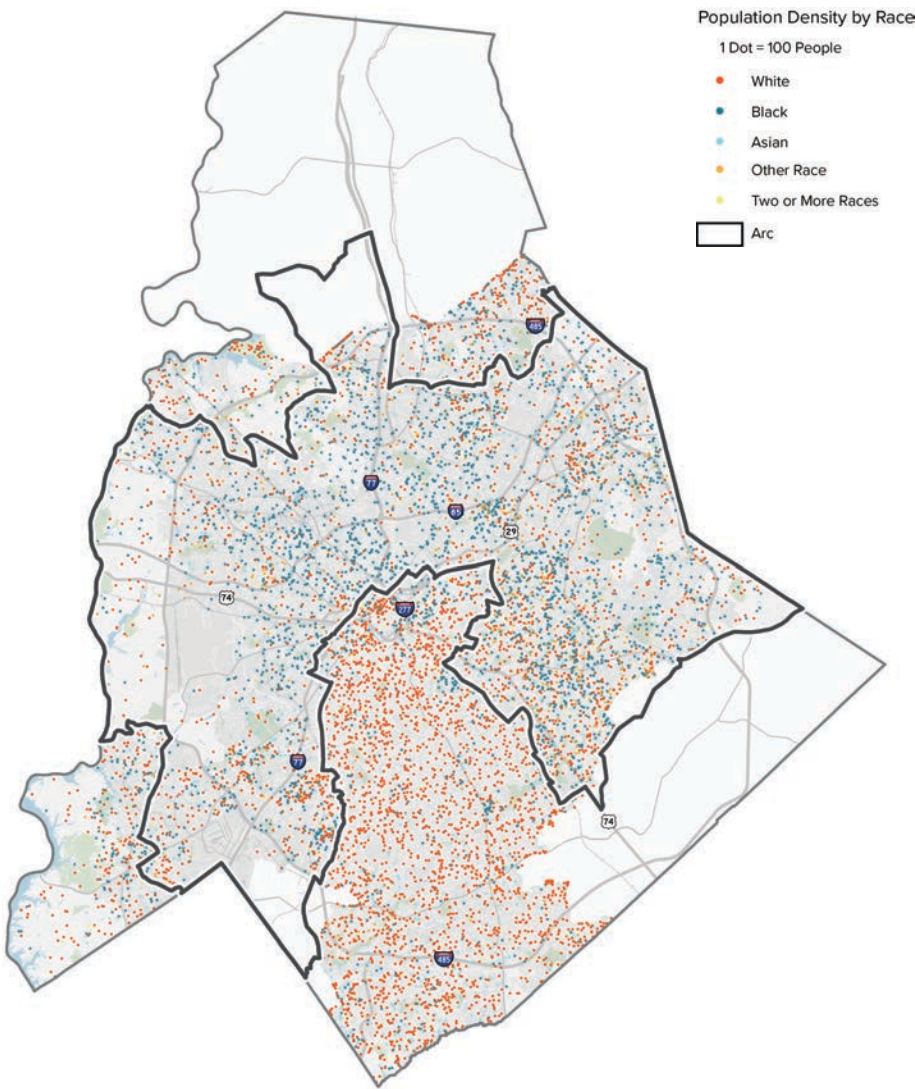 Population Density by Race
1 Dot = 100 People
White
Black
Asian
Other Race
Two or More Races
Arc
485
77
85
29
74
277
77
74
485